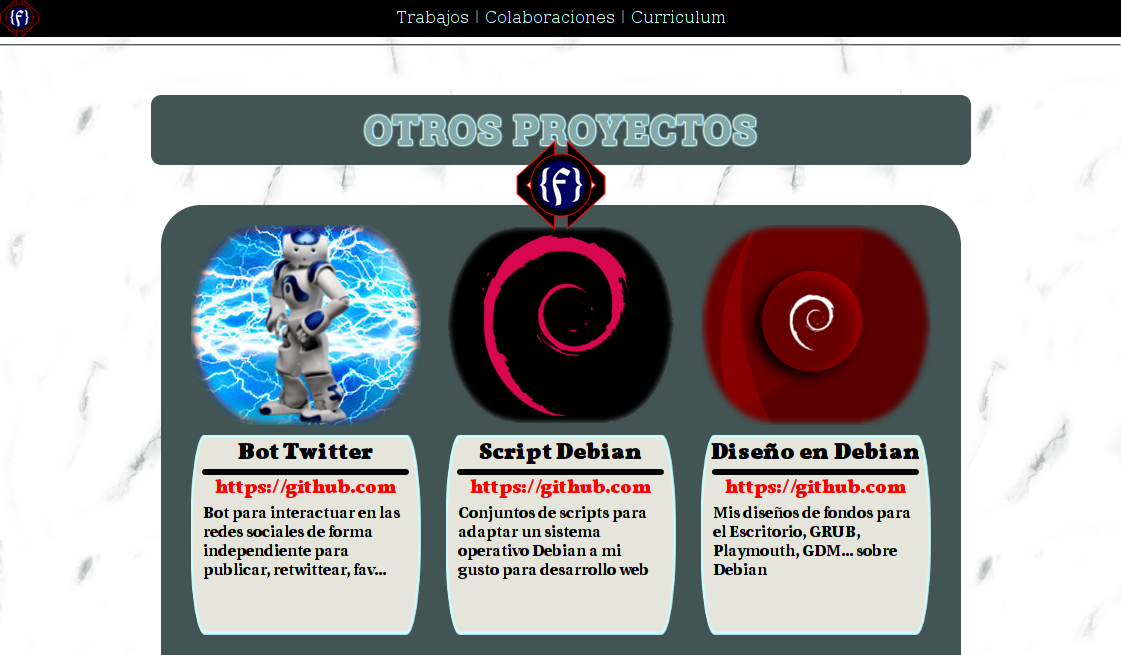 {F}
Trabajos | Colaboraciones | Curriculum
OTROS PROYECTOS
{F}
Bot Twitter
https://github.com
Bot para interactuar en las
redes sociales de forma
independiente para
publicar, retwittear, fav...
Script Debian
https://github.com
Conjuntos de scripts para
adaptar un sistema
operativo Debian a mi
gusto para desarrollo web
Diseño en Debian
https://github.com
Mis diseños de fondos para
el Escritorio, GRUB,
Playmouth, GDM... sobre
Debian